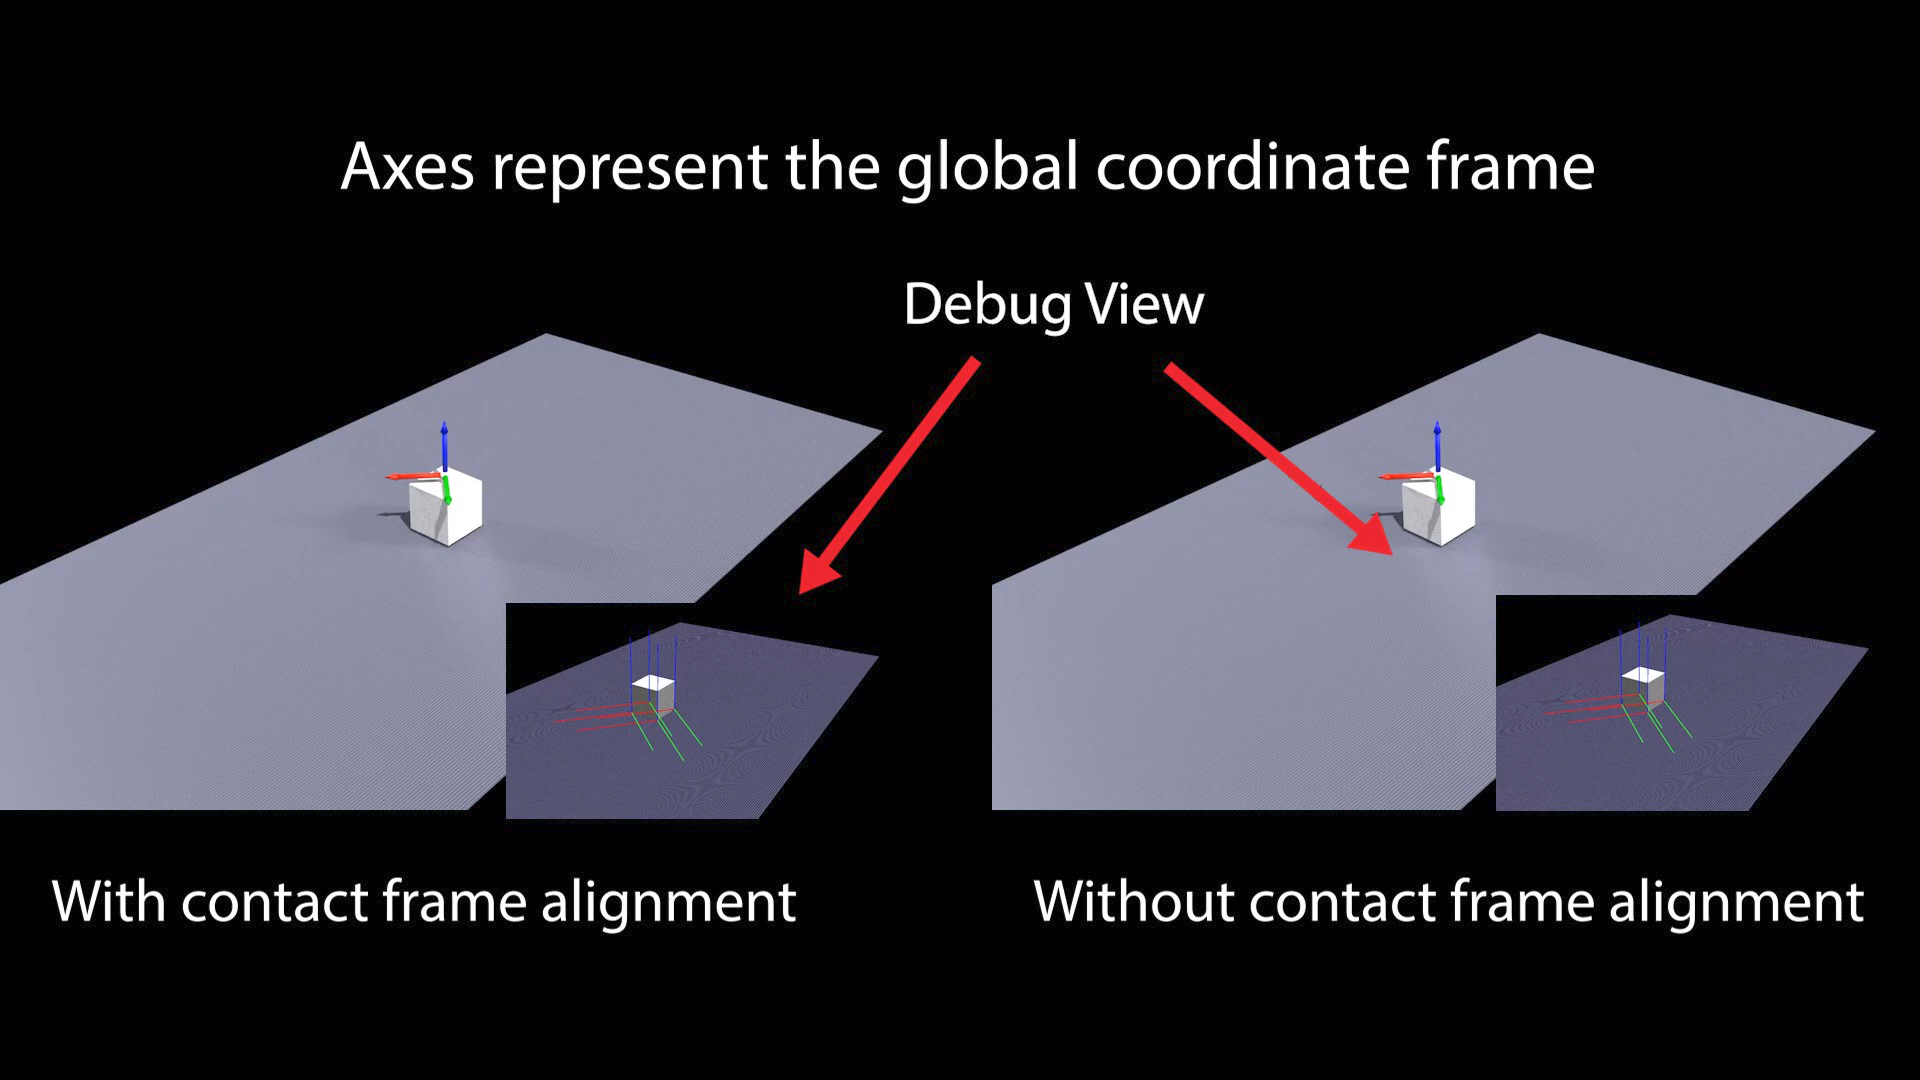 Axes represent the global coordinate frame
Debug View
With contact frame alignment
Without contact frame alignment